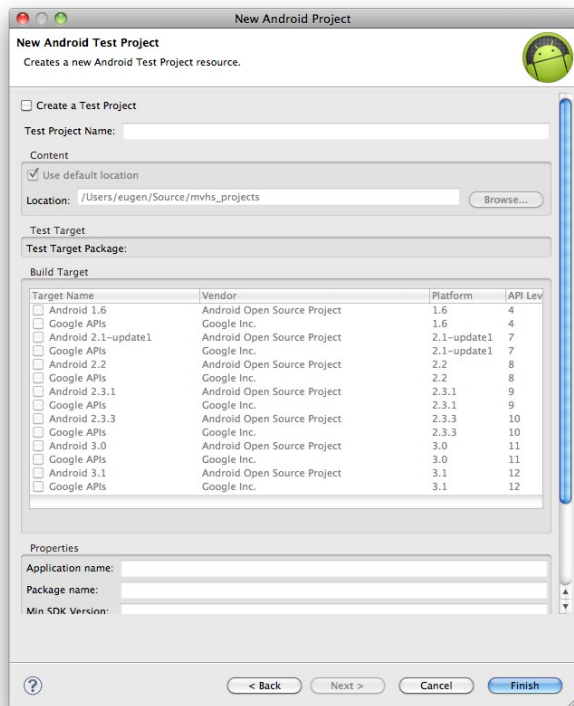 New Android Project
New Android Test Project
Creates a new Android Test Project resource.
Create a Test Project
Test Project Name:
Content
Use default location
Location: /Users/eugen/Source/mvhs_projects Browse...
Test Target
Test Target Package:
Build Target
Target Name Vendor Platform API Lev
Android 1.6 Android Open Source Project 1.6 4
Google APIs Google Inc. 1.6 4
Android 2.1-update1 Android Open Source Project 2.1-update1 7
Google APIs Google Inc. 2.1-update1 7
Android 2.2 Android Open Source Project 2.2 8
Google APIs Google Inc. 2.2 8
Android 2.3.1 Android Open Source Project 2.3.1 9
Google APIs Google Inc. 2.3.1 9
Android 2.3.3 Android Open Source Project 2.3.3 10
Google APIs Google Inc. 2.3.3 10
Android 3.0 Android Open Source Project 3.0 11
Google APIs Google Inc. 3.0 11
Android 3.1 Android Open Source Project 3.1 12
Google APIs Google Inc. 3.1 12
Properties
Application name:
Package name:
Min SDK Version:
? < Back Next > Cancel Finish